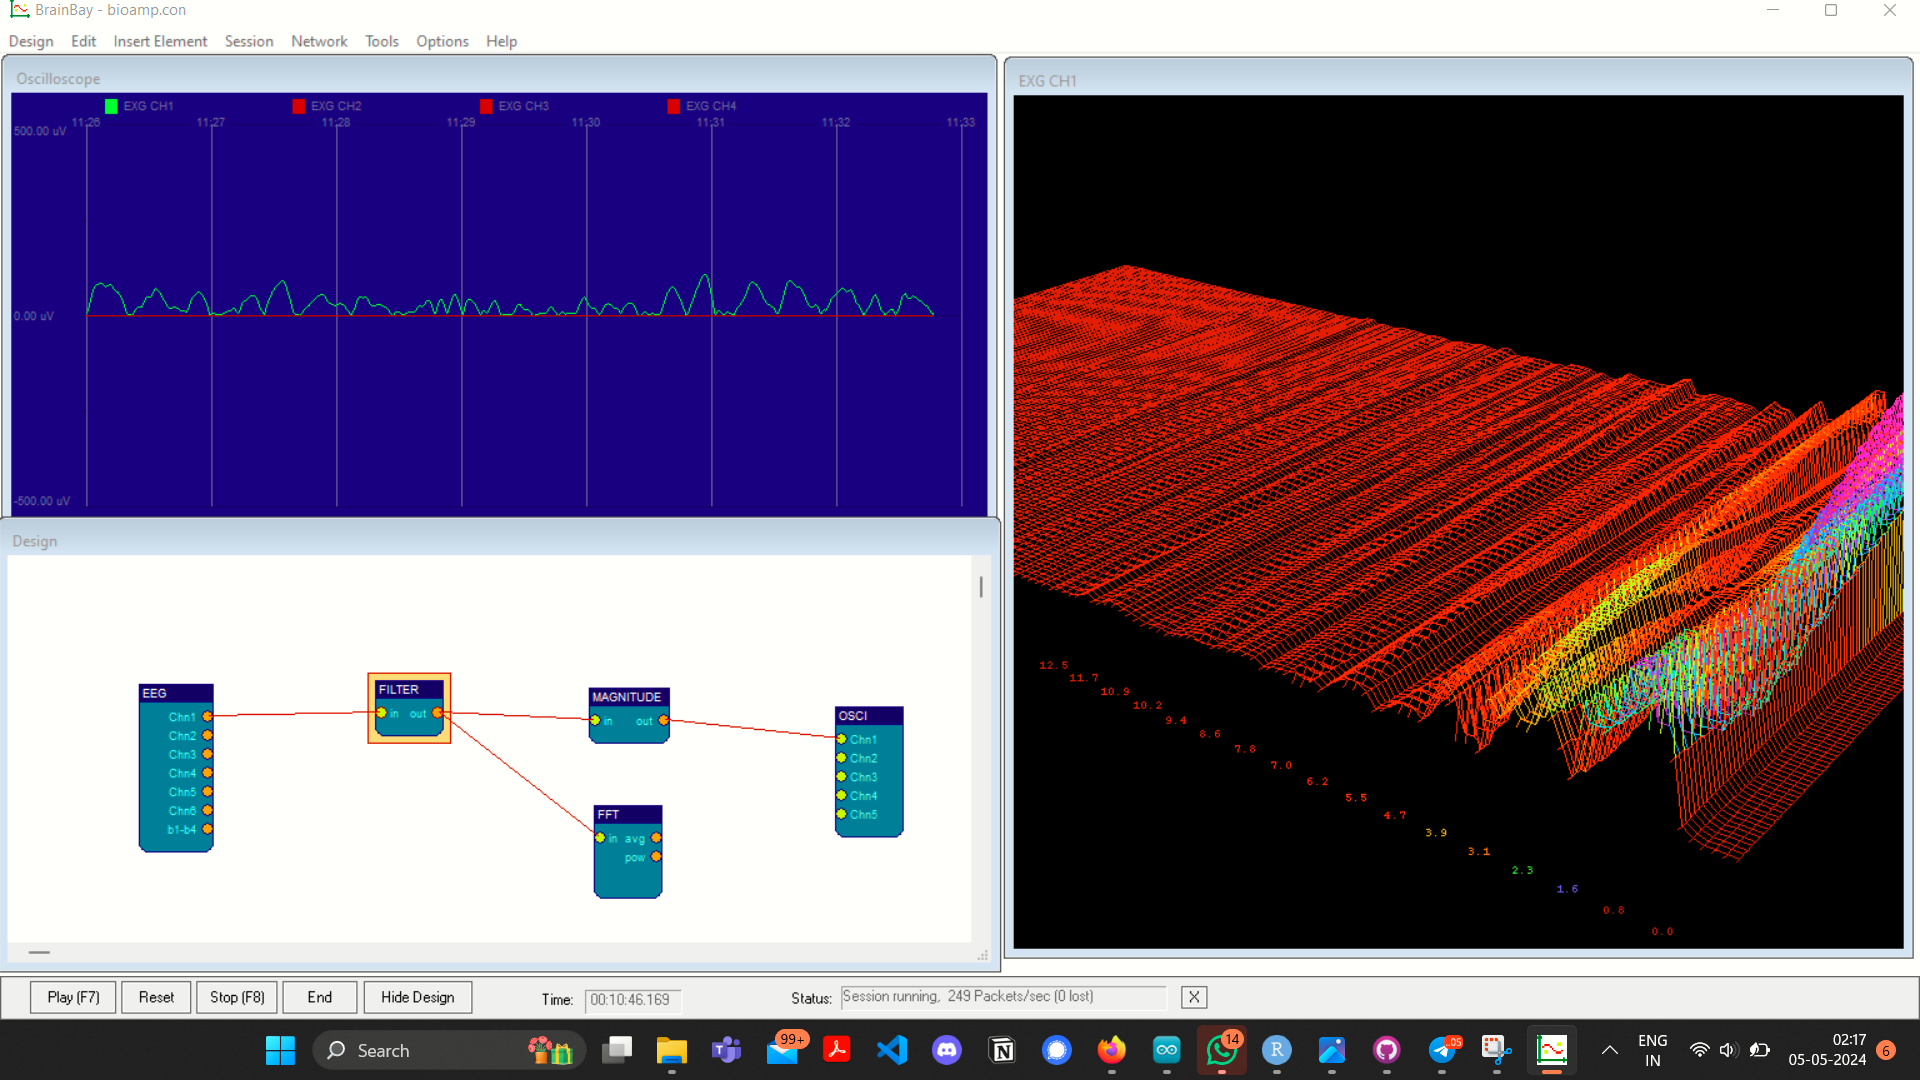 BrainBay - bioamp.con
Design Edit Insert Element Session Network Tools Options Help
Oscilloscope
EXG CH1 EXG CH2 EXG CH3 EXG CH4
11:26 11:27 11:28 11:29 11:30 11:31 11:32 11:33
500.00 uV
0.00 uV
-500.00 uV
EXG CH1
12.5
11.7
10.9
10.2
9.4
8.6
7.8
7.0
6.2
5.5
4.7
3.9
3.1
2.3
1.6
0.8
0.0
Design
EEG
Chn1
Chn2
Chn3
Chn4
Chn5
Chn6
b1-b4
FILTER
in out
MAGNITUDE
in out
FFT
in avg
pow
OSCI
Chn1
Chn2
Chn3
Chn4
Chn5
Play (F7) Reset Stop (F8) End Hide Design Time: 00:10:46.169 Status: Session running, 249 Packets/sec (0 lost) X
Search
99+
14
.05
ENG
IN
02:17
05-05-2024
6